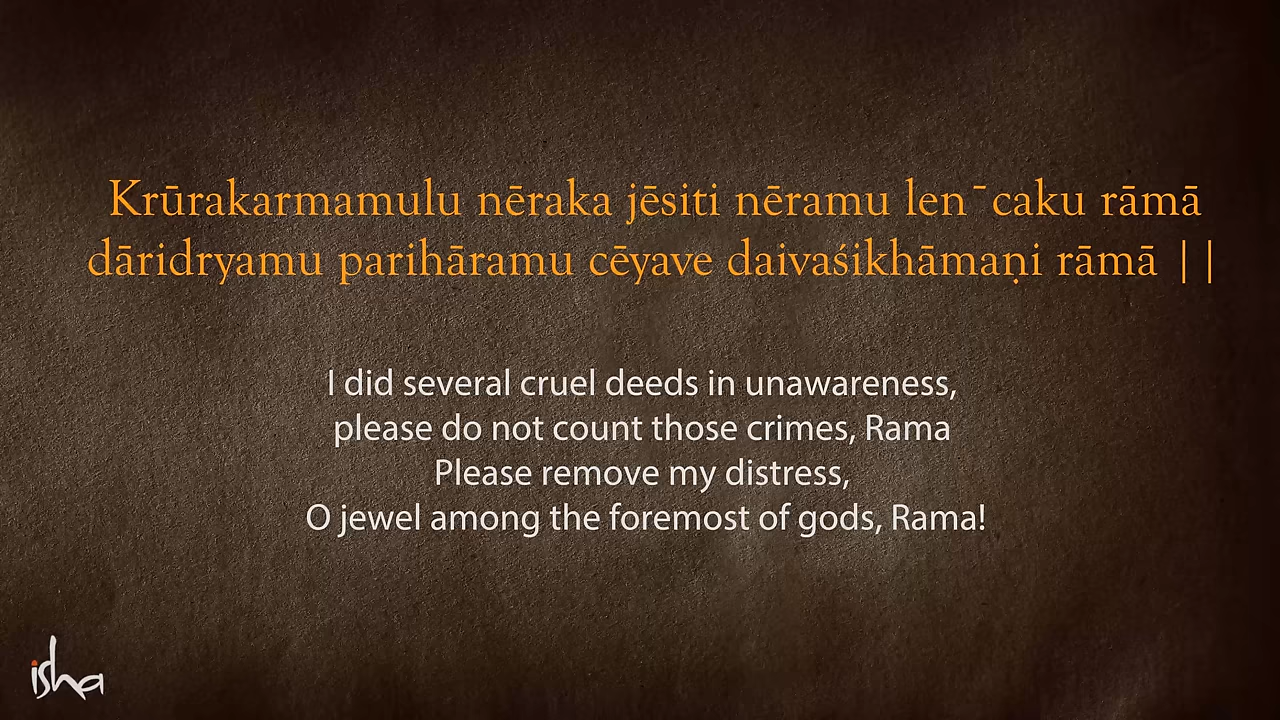 Krūrakarmamulu nēraka jēsiti nēramu len¯caku rāmā
dāridryamu parihāramu cēyave daivaśikhāmaṇi rāmā ||
I did several cruel deeds in unawareness,
please do not count those crimes, Rama
Please remove my distress,
O jewel among the foremost of gods, Rama!
isha